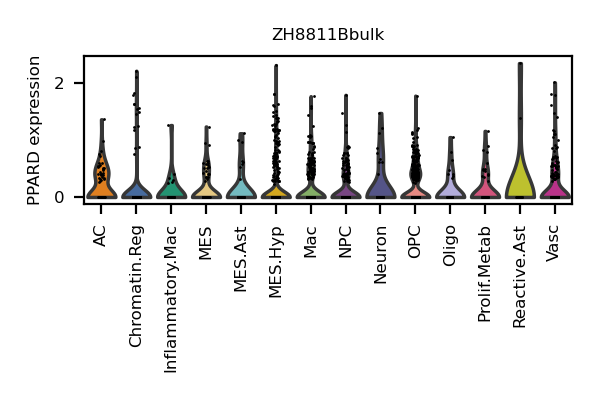 ZH8811Bbulk
PPARD expression
2
0
AC
Chromatin.Reg
Inflammatory.Mac
MES
MES.Ast
MES.Hyp
Mac
NPC
Neuron
OPC
Oligo
Prolif.Metab
Reactive.Ast
Vasc